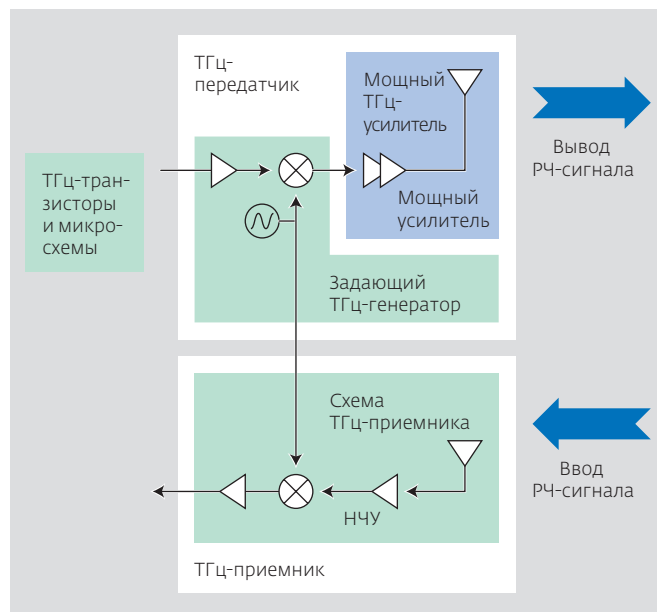 ТГц-
передатчик
Мощный
ТГц-
усилитель
Вывод
РЧ-сигнала
ТГц-тран-
зисторы
и микро-
схемы
Мощный
усилитель
Задающий
ТГц-генератор
Схема
ТГц-приемника
Ввод
РЧ-сигнала
НЧУ
ТГц-приемник